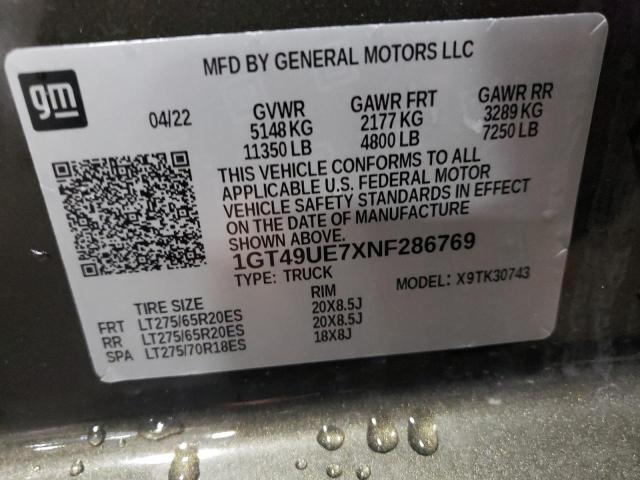 gm
MFD BY GENERAL MOTORS LLC
04/22
GVWR
5148 KG
11350 LB
GAWR FRT
2177 KG
4800 LB
GAWR RR
3289 KG
7250 LB
THIS VEHICLE CONFORMS TO ALL
APPLICABLE U.S. FEDERAL MOTOR
VEHICLE SAFETY STANDARDS IN EFFECT
ON THE DATE OF MANUFACTURE
SHOWN ABOVE.
1GT49UE7XNF286769
TYPE: TRUCK
MODEL: X9TK30743
TIRE SIZE RIM
FRT LT275/65R20ES 20X8.5J
RR LT275/65R20ES 20X8.5J
SPA LT275/70R18ES 18X8J